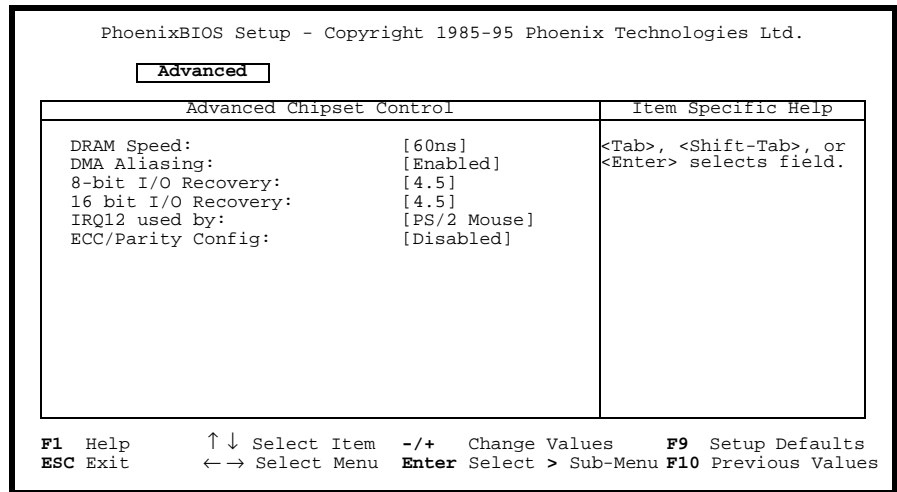 PhoenixBIOS Setup - Copyright 1985-95 Phoenix Technologies Ltd.
Advanced
Advanced Chipset Control
Item Specific Help
DRAM Speed: [60ns]
DMA Aliasing: [Enabled]
8-bit I/O Recovery: [4.5]
16 bit I/O Recovery: [4.5]
IRQ12 used by: [PS/2 Mouse]
ECC/Parity Config: [Disabled]
<Tab>, <Shift-Tab>, or
<Enter> selects field.
F1 Help ↑↓ Select Item -/+ Change Values F9 Setup Defaults
ESC Exit ←→ Select Menu Enter Select > Sub-Menu F10 Previous Values